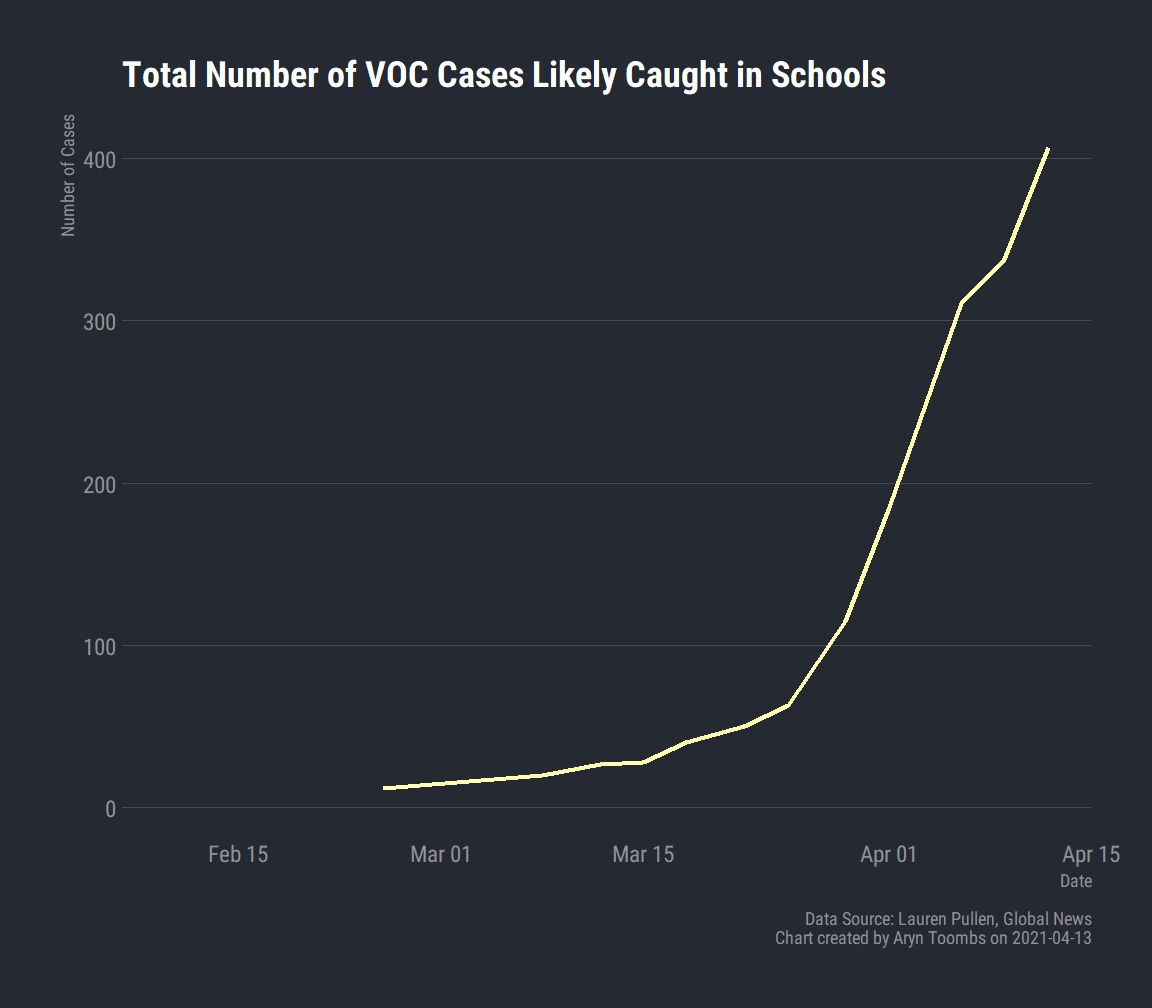 Total Number of VOC Cases Likely Caught in Schools
Number of Cases
400
300
200
100
0
Feb 15
Mar 01
Mar 15
Apr 01
Apr 15
Date
Data Source: Lauren Pullen, Global News
Chart created by Aryn Toombs on 2021-04-13